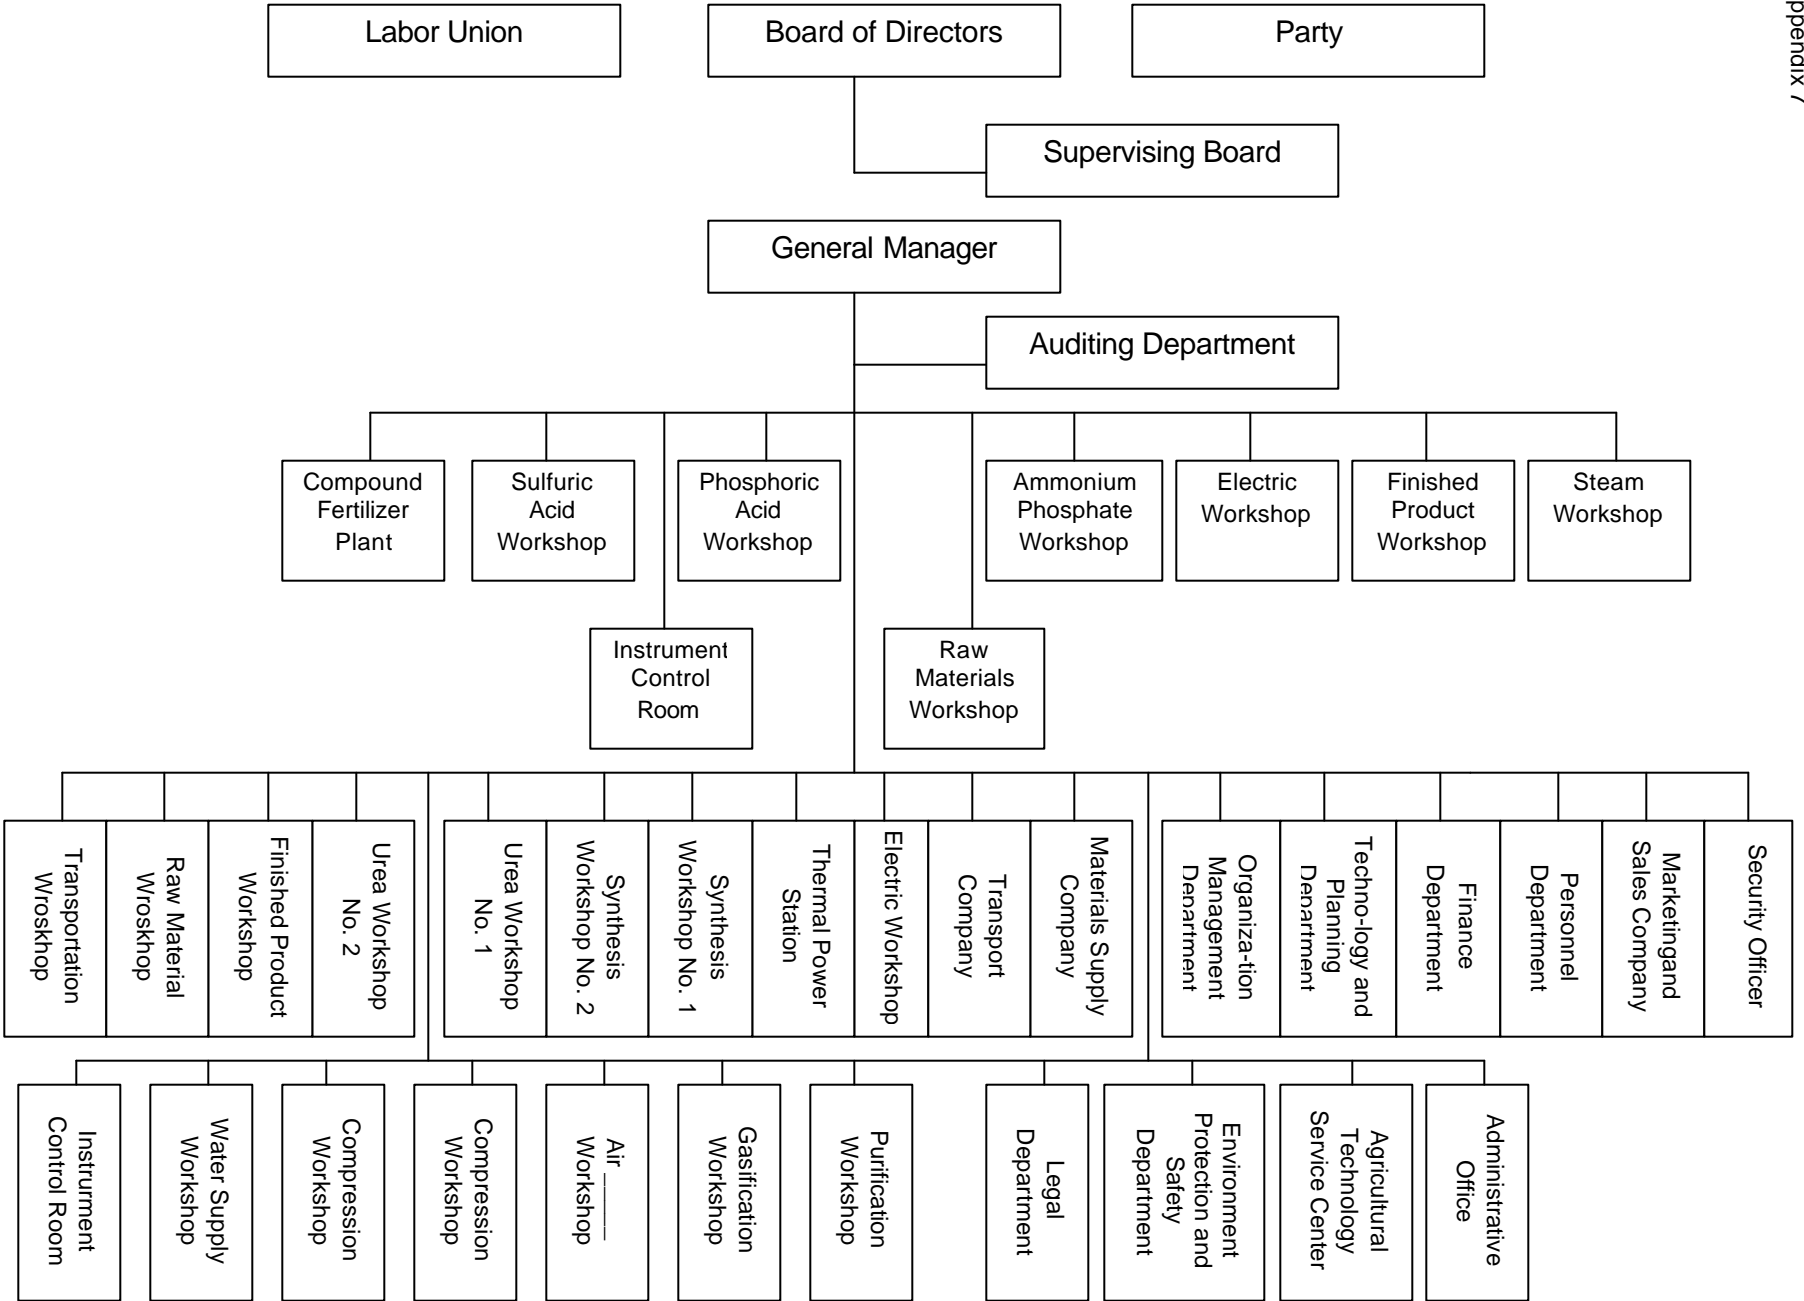 ppendix 7
Labor Union
Board of Directors
Party
Supervising Board
General Manager
Auditing Department
Compound
Fertilizer
Plant
Sulfuric
Acid
Workshop
Phosphoric
Acid
Workshop
Ammonium
Phosphate
Workshop
Electric
Workshop
Finished
Product
Workshop
Steam
Workshop
Instrument
Control
Room
Raw
Materials
Workshop
Transportation
Wroskhop
Raw Material
Wroskhop
Finished Product
Workshop
Urea Workshop
No. 2
Urea Workshop
No. 1
Synthesis
Workshop No. 2
Synthesis
Workshop No. 1
Thermal Power
Station
Electric Workshop
Transport
Company
Materials Supply
Company
Organiza-tion
Management
Department
Techno-logy and
Planning
Department
Finance
Department
Personnel
Department
Marketingand
Sales Company
Security Officer
Instrument
Control Room
Water Supply
Workshop
Compression
Workshop
Compression
Workshop
Air_____
Workshop
Gasification
Workshop
Purification
Workshop
Legal
Department
Environment
Protection and
Safety
Department
Agricultural
Technology
Service Center
Administrative
Office